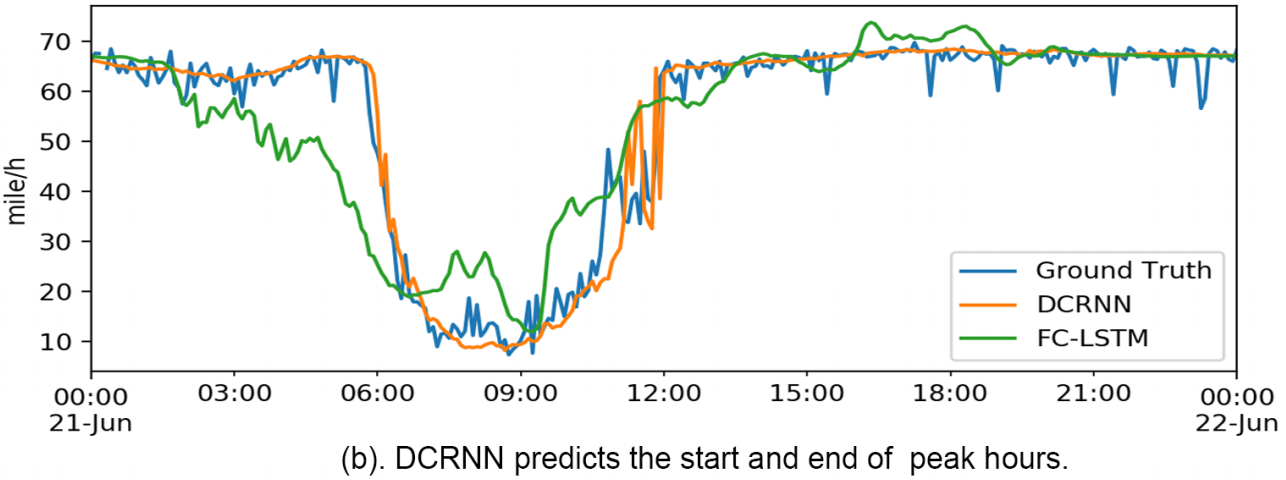 70
60
50
40
30
20
10
mile/h
Ground Truth
DCRNN
FC-LSTM
00:00 03:00 06:00 09:00 12:00 15:00 18:00 21:00 00:00
21-Jun 22-Jun
(b). DCRNN predicts the start and end of peak hours.